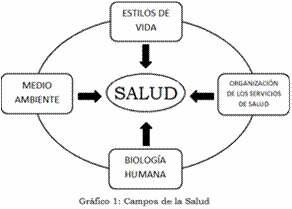 ESTILOS DE
VIDA
MEDIO
AMBIENTE
SALUD
ORGANIZACIÓN
DE LOS SERVICIOS
DE SALUD
BIOLOGÍA
HUMANA
Gráfico 1: Campos de la Salud